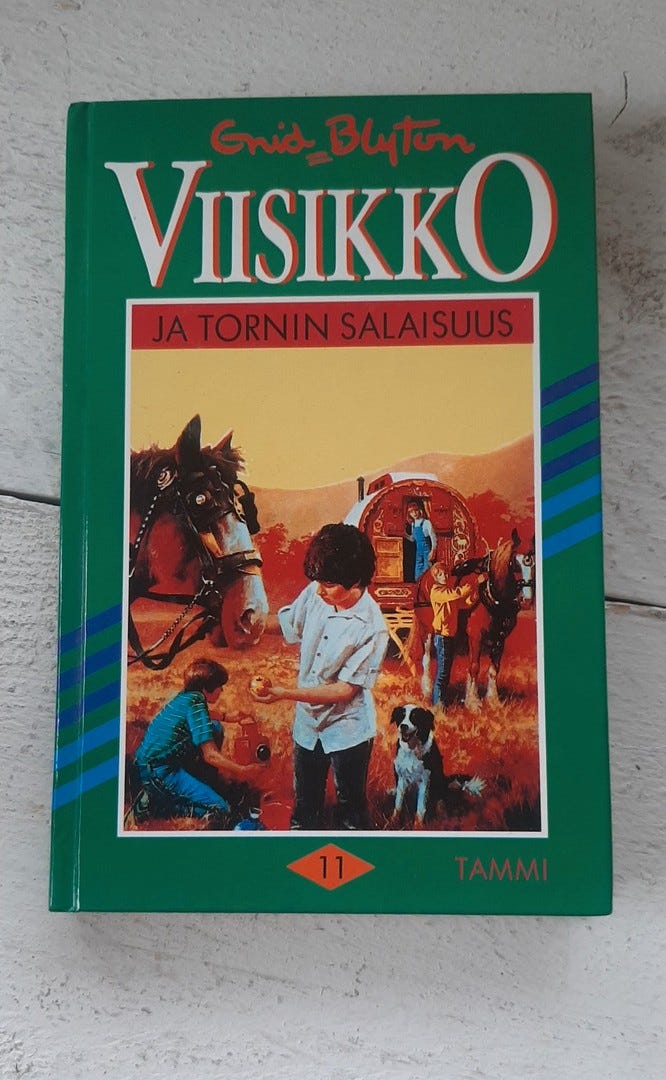 Enid Blyton
VIISIKKO
JA TORNIN SALAISUUS
11
TAMMI